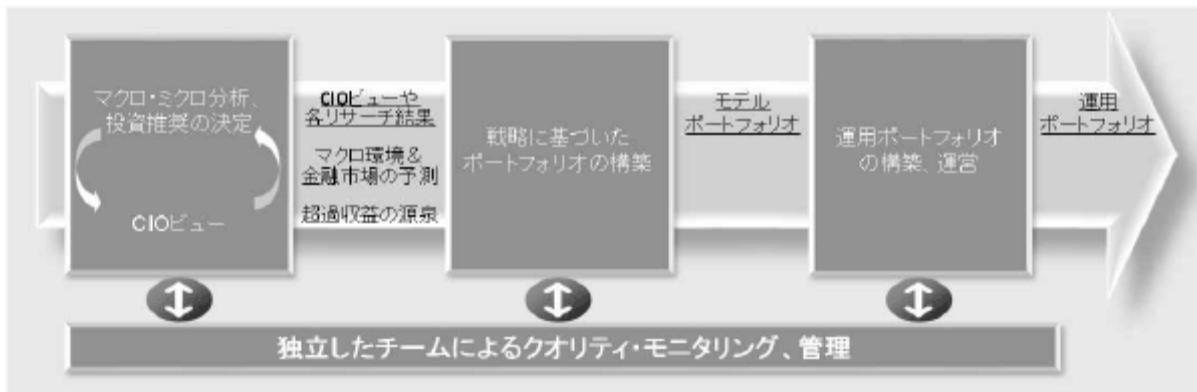 マクロ・ミクロ分析、
投資推奨の決定
CIOビュー
CIOビューや
各リサーチ結果
マクロ環境&
金融市場の予測
超過収益の源泉
戦略に基づいた
ポートフォリオの構築
モデル
ポートフォリオ
運用ポートフォリオ
の構築、運営
運用
ポートフォリオ
独立したチームによるクオリティ・モニタリング、管理